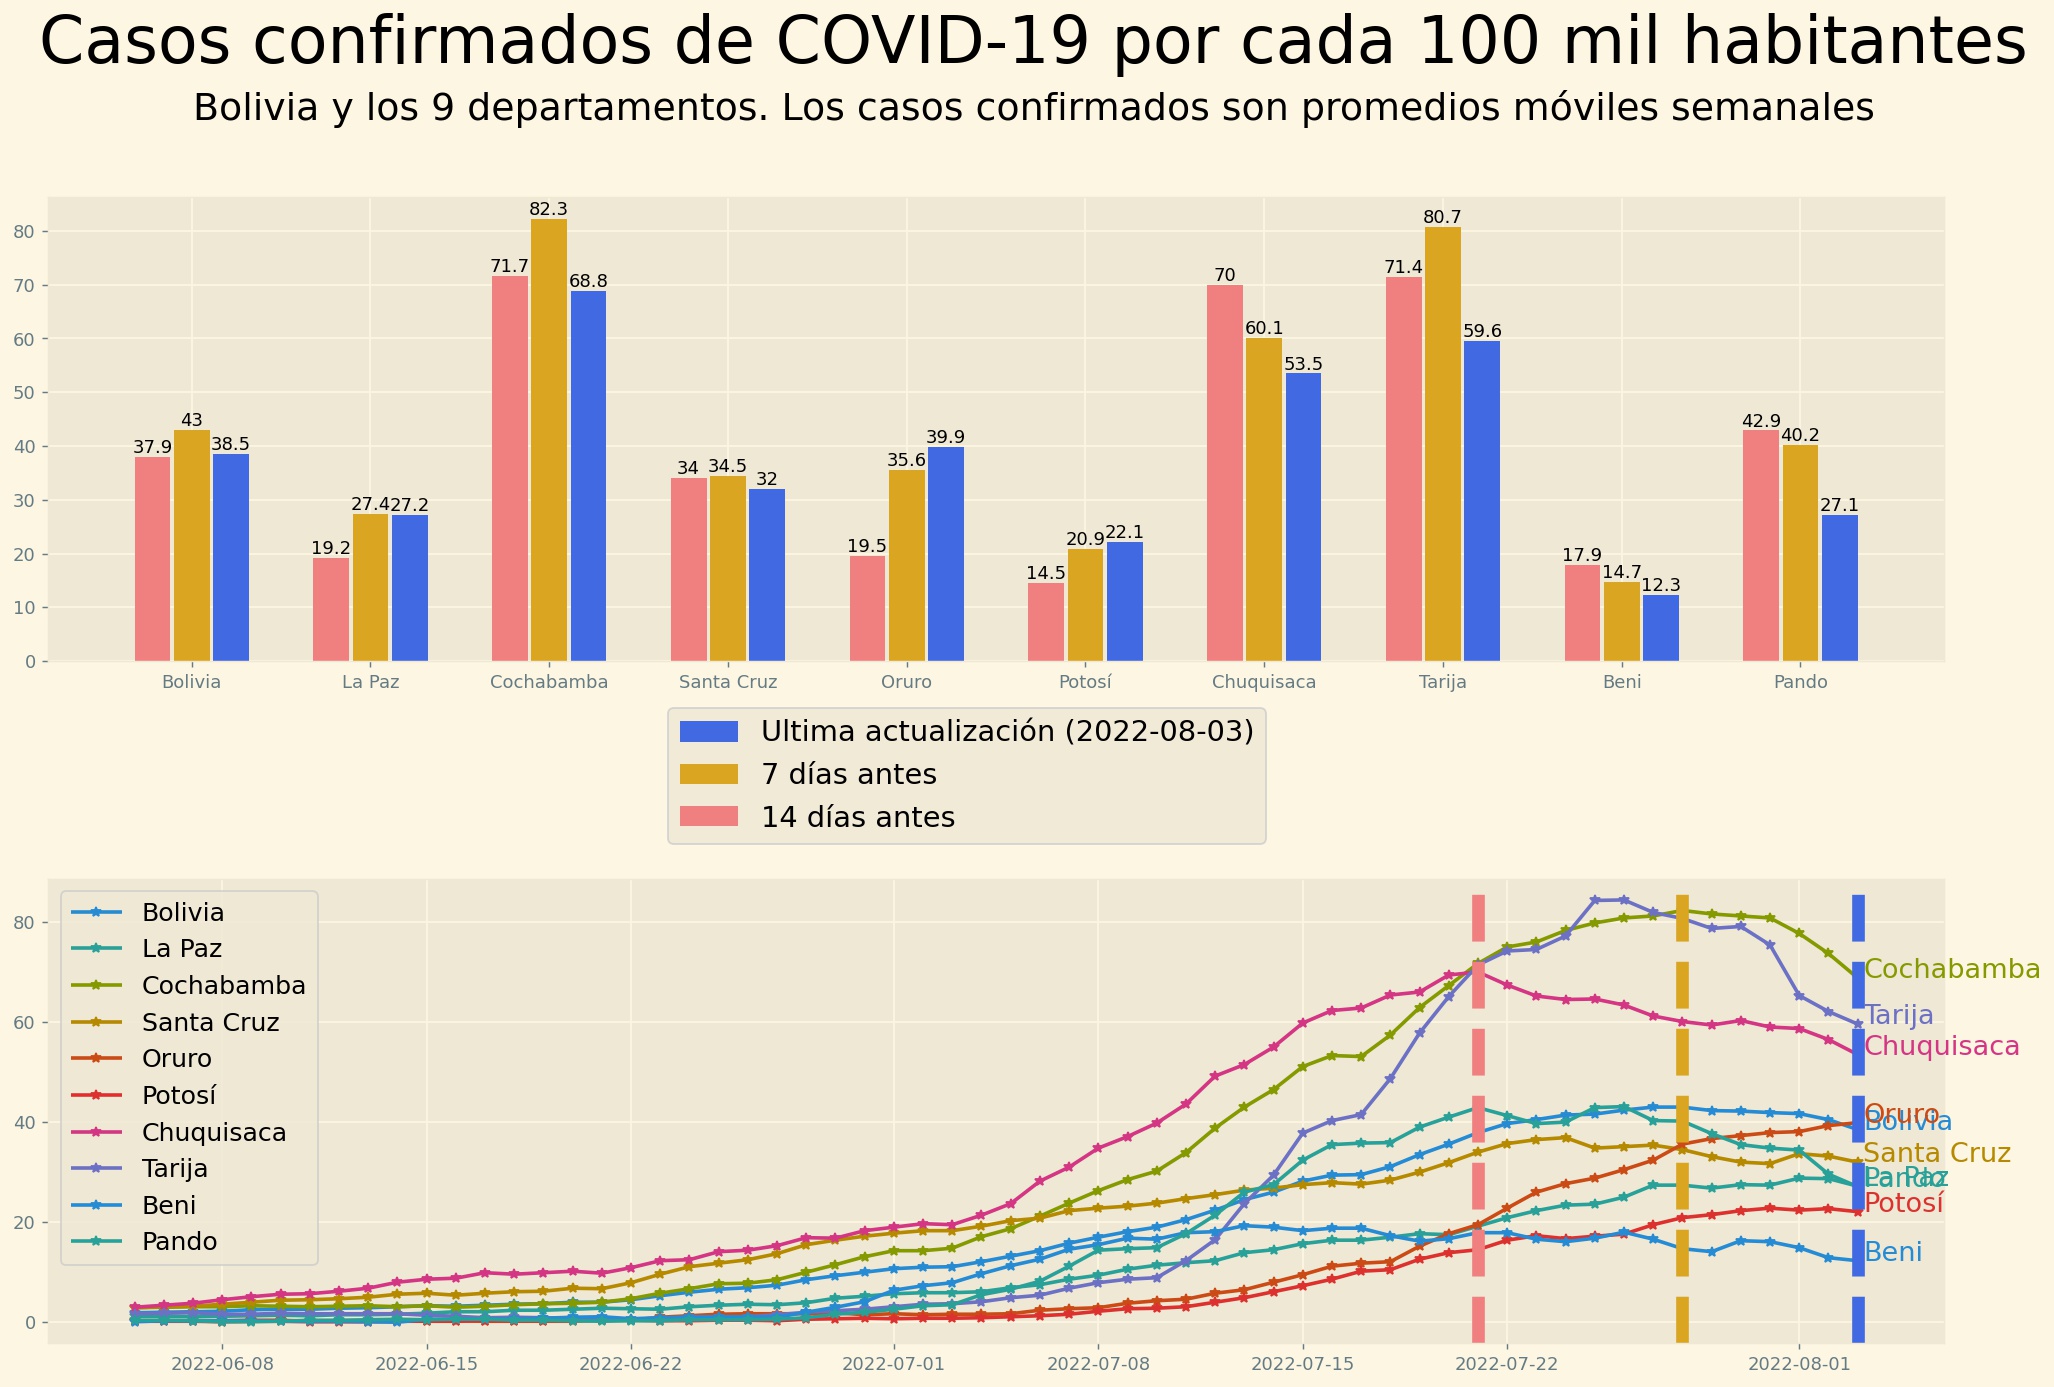 Casos confirmados de COVID-19 por cada 100 mil habitantes
Bolivia y los 9 departamentos. Los casos confirmados son promedios móviles semanales
80
70
60
50
40
30
20
10
0
37.9 43 38.5
19.2 27.4 27.2
71.7 82.3 68.8
34 34.5 32
19.5 35.6 39.9
14.5 20.9 22.1
70 60.1 53.5
71.4 80.7 59.6
17.9 14.7 12.3
42.9 40.2 27.1
Bolivia La Paz Cochabamba Santa Cruz Oruro Potosí Chuquisaca Tarija Beni Pando
Ultima actualización (2022-08-03)
7 días antes
14 días antes
80
60
40
20
0
Bolivia
La Paz
Cochabamba
Santa Cruz
Oruro
Potosí
Chuquisaca
Tarija
Beni
Pando
Cochabamba
Tarija
Chuquisaca
Oruro
Bolivia
Santa Cruz
La Paz
Pando
Potosí
Beni
2022-06-08 2022-06-15 2022-06-22 2022-07-01 2022-07-08 2022-07-15 2022-07-22 2022-08-01